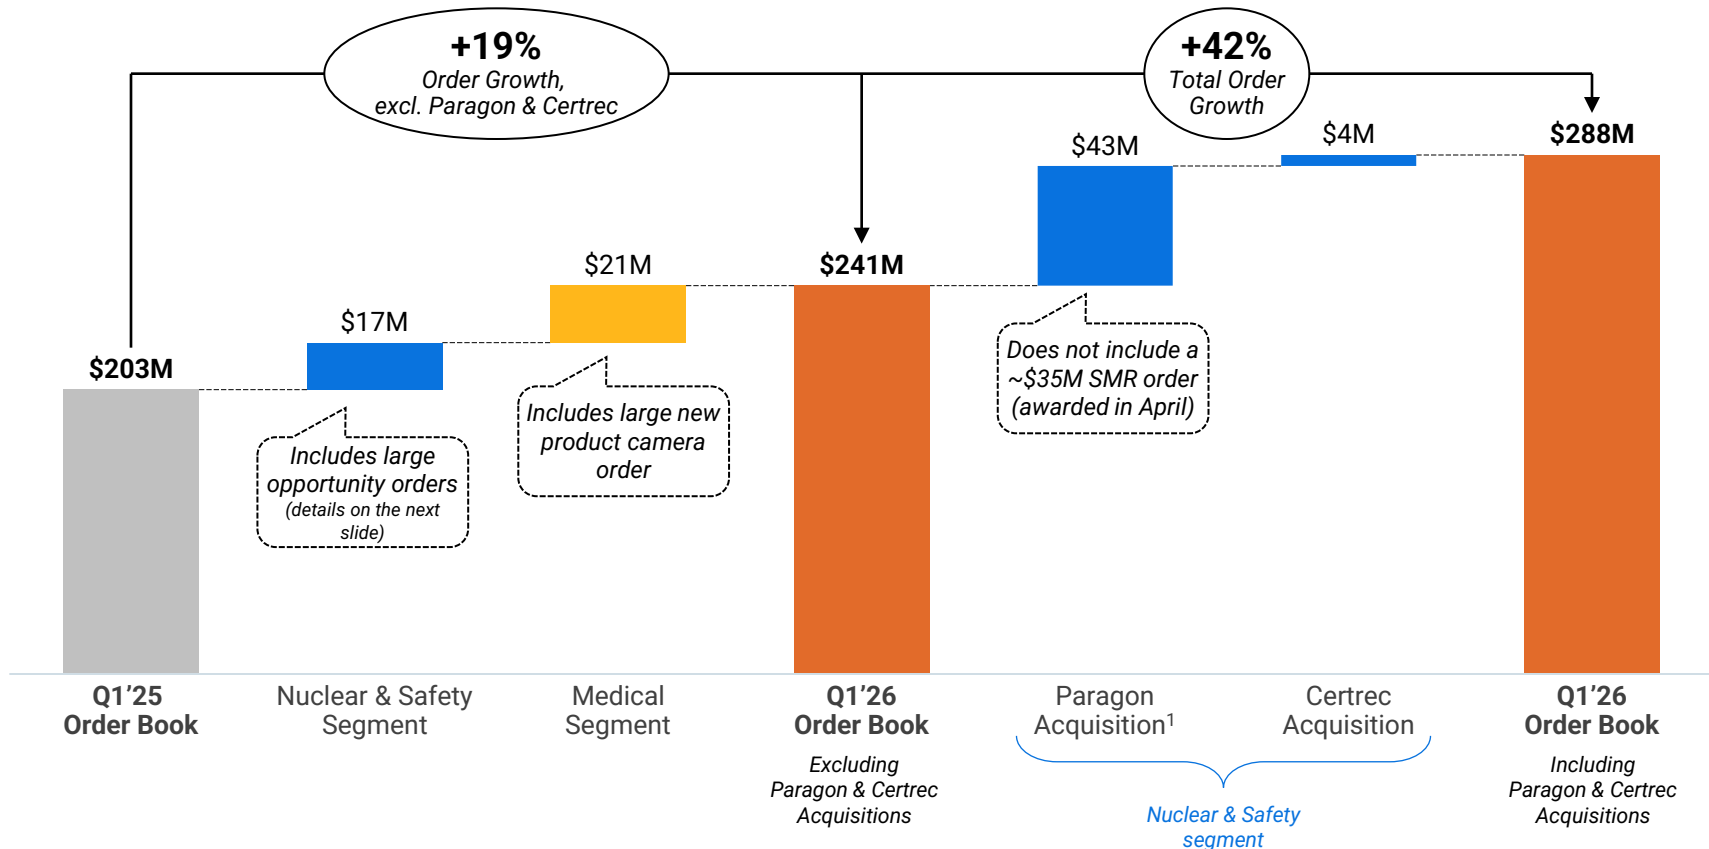 +19%
Order Growth,
excl. Paragon & Certrec
+42%
Total Order
Growth
$203M
$17M
$21M
$241M
$43M
$4M
$288M
Includes large
opportunity orders
(details on the next
slide)
Includes large new
product camera
order
Does not include a
~$35M SMR order
(awarded in April)
Q1’25
Order Book
Nuclear & Safety
Segment
Medical
Segment
Q1’26
Order Book
Excluding
Paragon & Certrec
Acquisitions
Paragon
Acquisition¹
Certrec
Acquisition
Nuclear & Safety
segment
Q1’26
Order Book
Including
Paragon & Certrec
Acquisitions